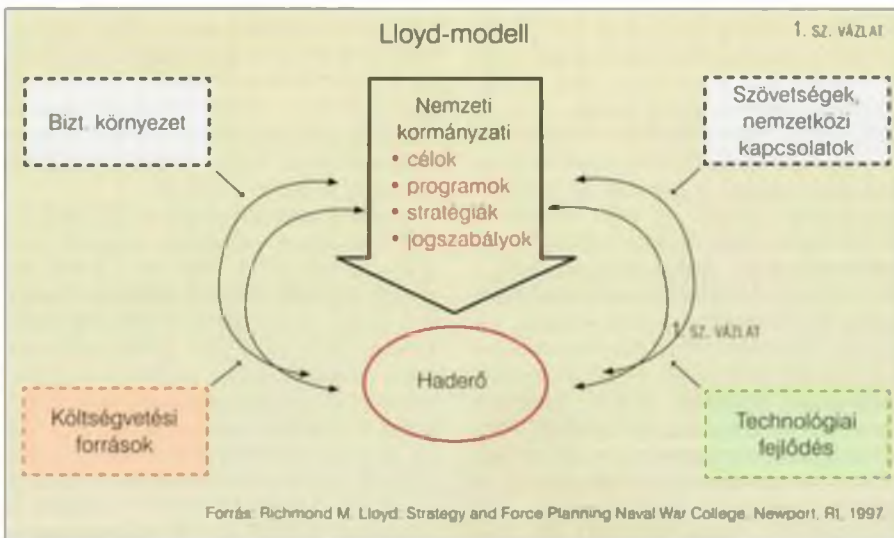 Lloyd-modell
1. SZ. VÁZLAT
Bizt. környezet
Nemzeti
kormányzati
• célok
• programok
• stratégiák
• jogszabályok
Szövetségek,
nemzetközi
kapcsolatok
1. SZ. VÁZLAT
Haderő
Költségvetési
források
Technológiai
fejlődés
Forrás: Richmond M. Lloyd: Strategy and Force Planning Naval War College, Newport, RI, 1997